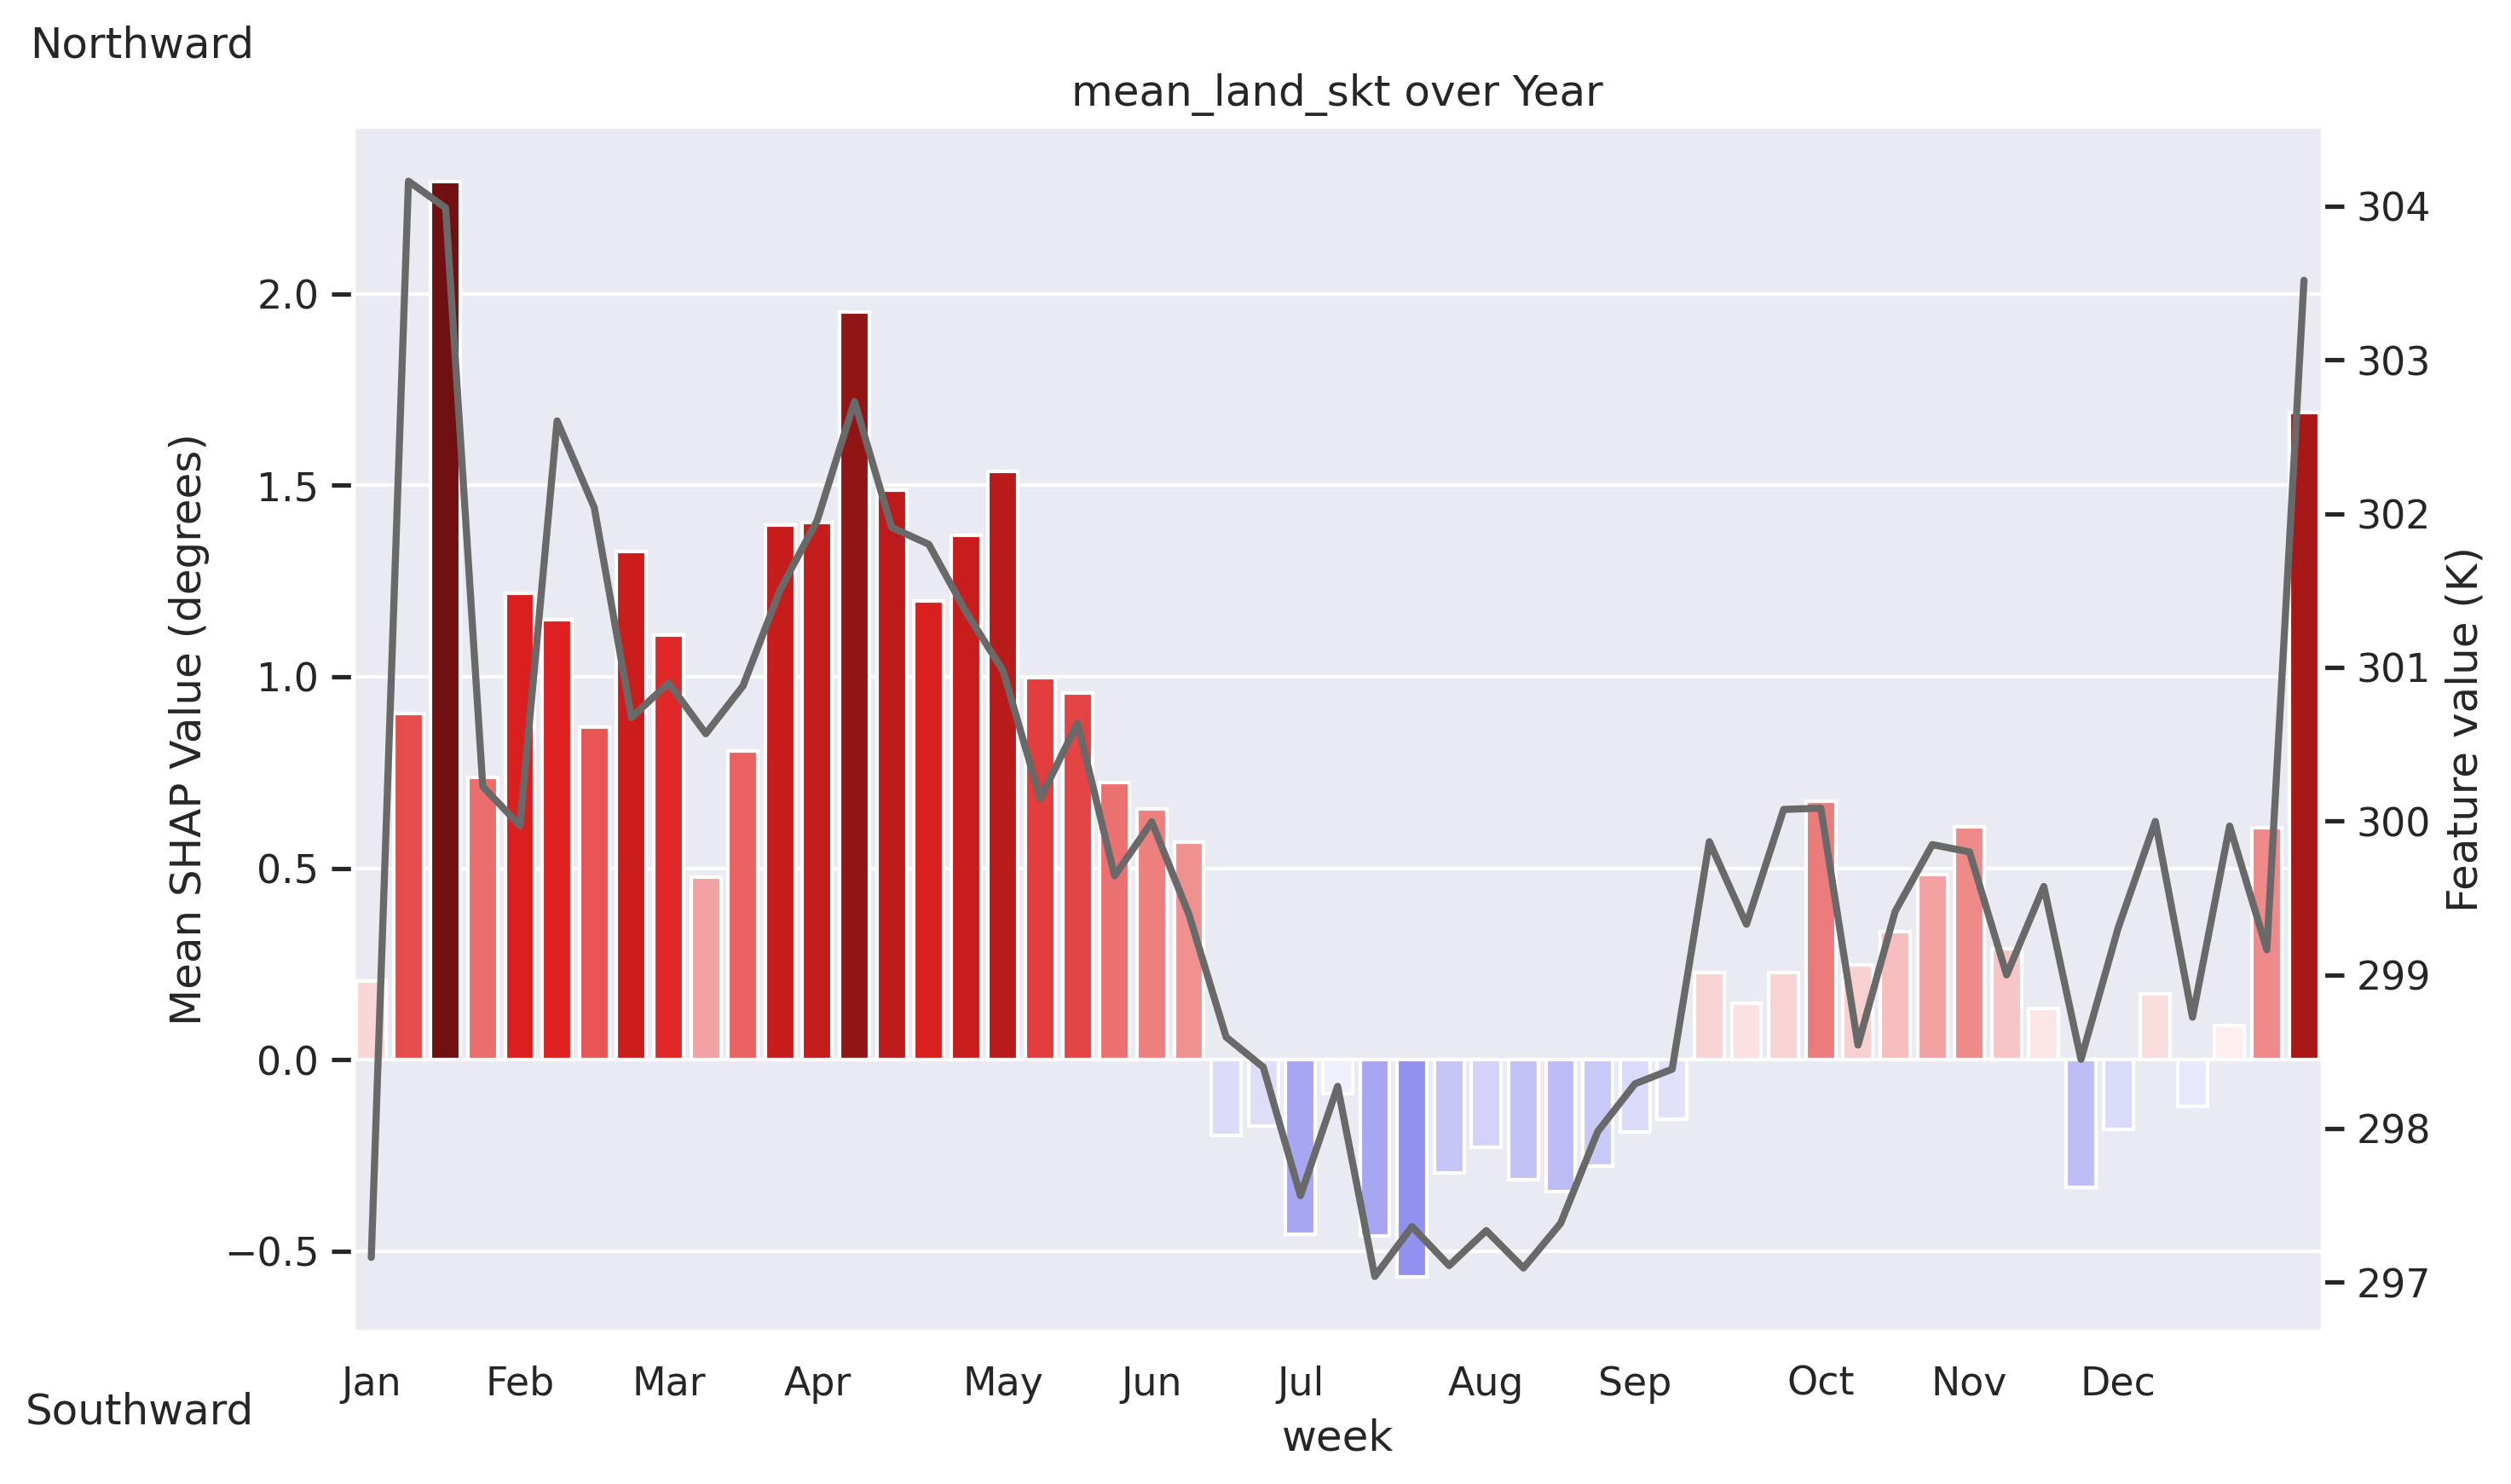 Northward
mean_land_skt over Year
Mean SHAP Value (degrees)
2.0
1.5
1.0
0.5
0.0
−0.5
304
303
302
301
300
299
298
297
Feature value (K)
Jan Feb Mar Apr May Jun Jul Aug Sep Oct Nov Dec
Southward
week